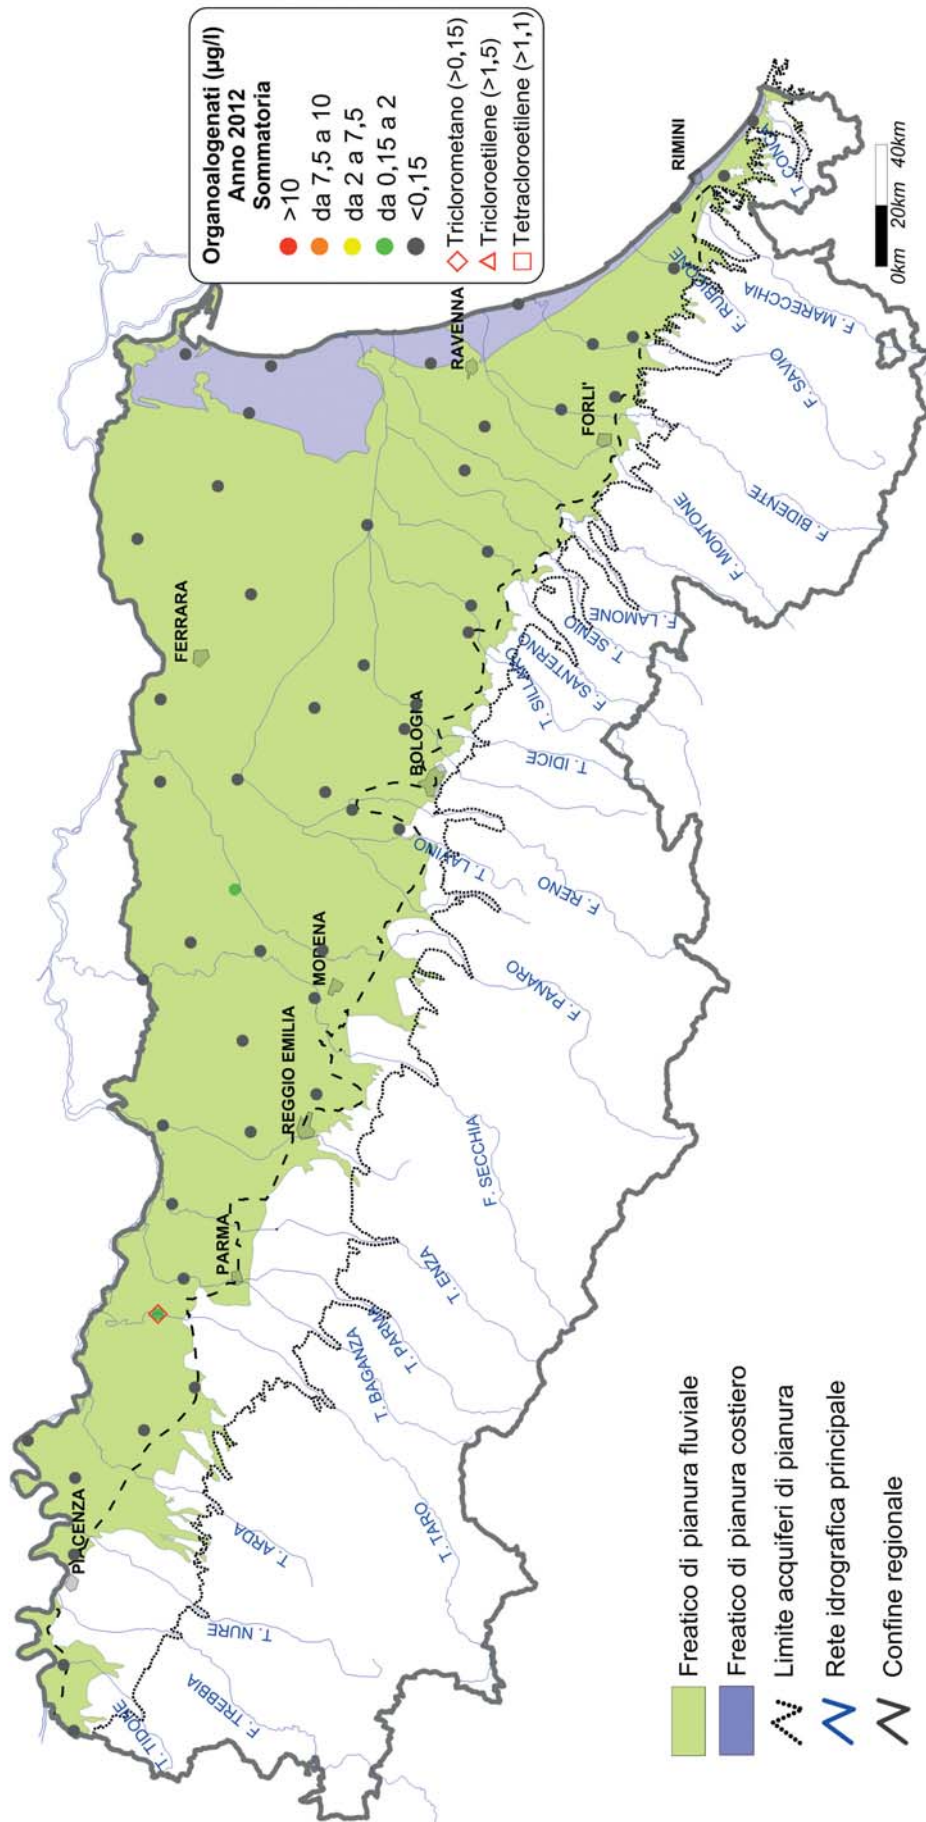 Organoalogenati (µg/l)
Anno 2012
Sommatoria
>10
da 7,5 a 10
da 2 a 7,5
da 0,15 a 2
<0,15
Triclorometano (>0,15)
Tricloroetilene (>1,5)
Tetracloroetilene (>1,1)
PIACENZA
PARMA
REGGIO EMILIA
MODENA
BOLOGNA
FERRARA
RAVENNA
FORLI'
RIMINI
T. TIDONE
F. TREBBIA
T. NURE
T. ARDA
T. TARO
T. BAGANZA
T. PARMA
T. ENZA
F. SECCHIA
F. PANARO
T. LAVINO
F. RENO
T. IDICE
T. SILLARO
F. SANTERNO
T. SENIO
F. LAMONE
F. MONTONE
F. BIDENTE
F. SAVIO
F. RUBICONE
F. MARECCHIA
T. CONCA
0km 20km 40km
Freatico di pianura fluviale
Freatico di pianura costiero
Limite acquiferi di pianura
Rete idrografica principale
Confine regionale